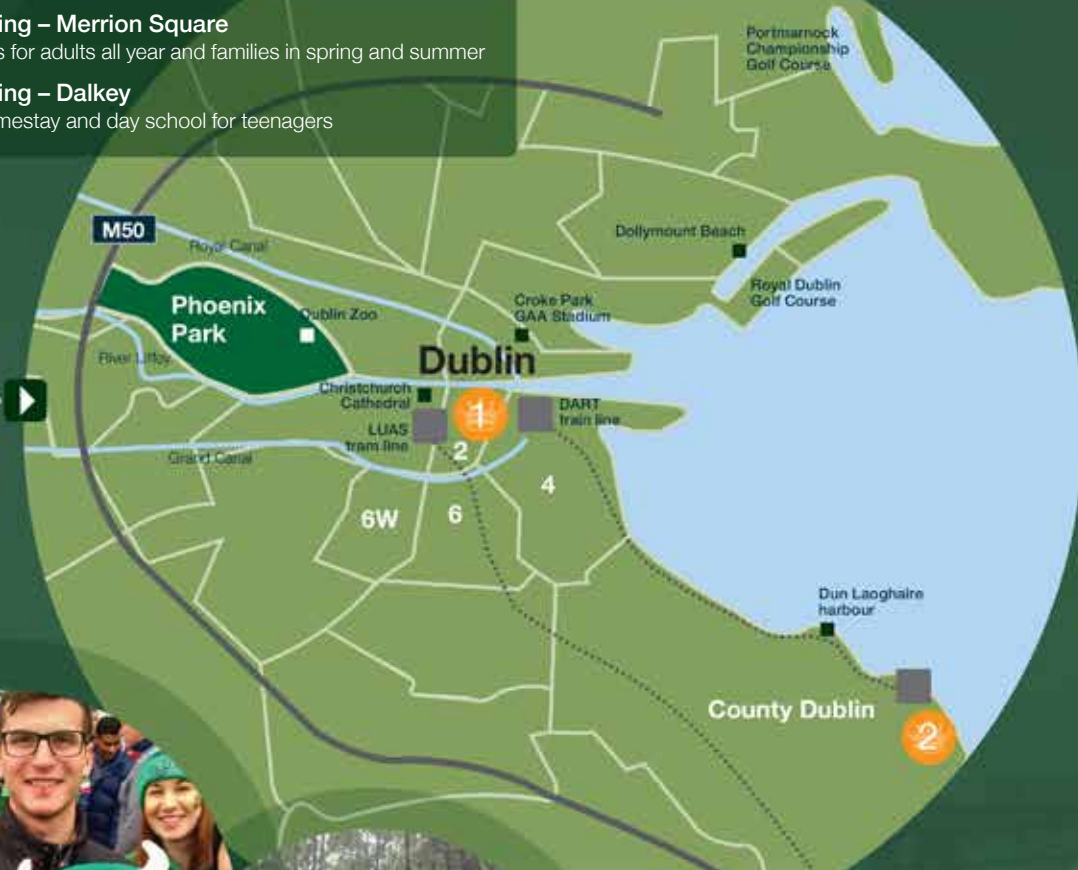 ing – Merrion Square
s for adults all year and families in spring and summer
ing – Dalkey
mestay and day school for teenagers
Portmarnock
Championship
Golf Course
M50
Royal Canal
Dollymount Beach
Royal Dublin
Golf Course
Phoenix
Park
Dublin Zoo
Croke Park
GAA Stadium
River Liffey
Dublin
Christchurch
Cathedral
1
DART
train line
LUAS
tram line
2
Grand Canal
4
6W
6
Dun Laoghaire
harbour
County Dublin
2